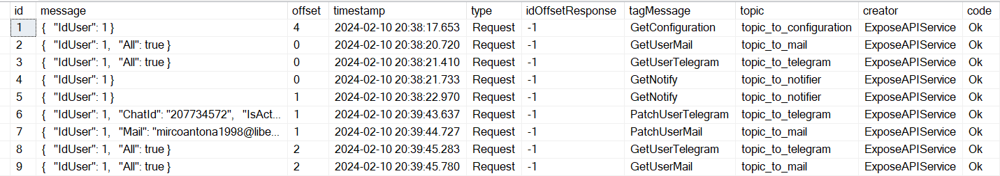 id message offset timestamp type idOffsetResponse tagMessage topic creator code
1 { "IdUser": 1 } 4 2024-02-10 20:38:17.653 Request -1 GetConfiguration topic_to_configuration ExposeAPIService Ok
2 { "IdUser": 1, "All": true } 0 2024-02-10 20:38:20.720 Request -1 GetUserMail topic_to_mail ExposeAPIService Ok
3 { "IdUser": 1, "All": true } 0 2024-02-10 20:38:21.410 Request -1 GetUserTelegram topic_to_telegram ExposeAPIService Ok
4 { "IdUser": 1 } 0 2024-02-10 20:38:21.733 Request -1 GetNotify topic_to_notifier ExposeAPIService Ok
5 { "IdUser": 1 } 1 2024-02-10 20:38:22.970 Request -1 GetNotify topic_to_notifier ExposeAPIService Ok
6 { "IdUser": 1, "ChatId": "207734572", "IsAct... 1 2024-02-10 20:39:43.637 Request -1 PatchUserTelegram topic_to_telegram ExposeAPIService Ok
7 { "IdUser": 1, "Mail": "mircoantona1998@libe... 1 2024-02-10 20:39:44.727 Request -1 PatchUserMail topic_to_mail ExposeAPIService Ok
8 { "IdUser": 1, "All": true } 2 2024-02-10 20:39:45.283 Request -1 GetUserTelegram topic_to_telegram ExposeAPIService Ok
9 { "IdUser": 1, "All": true } 2 2024-02-10 20:39:45.780 Request -1 GetUserMail topic_to_mail ExposeAPIService Ok